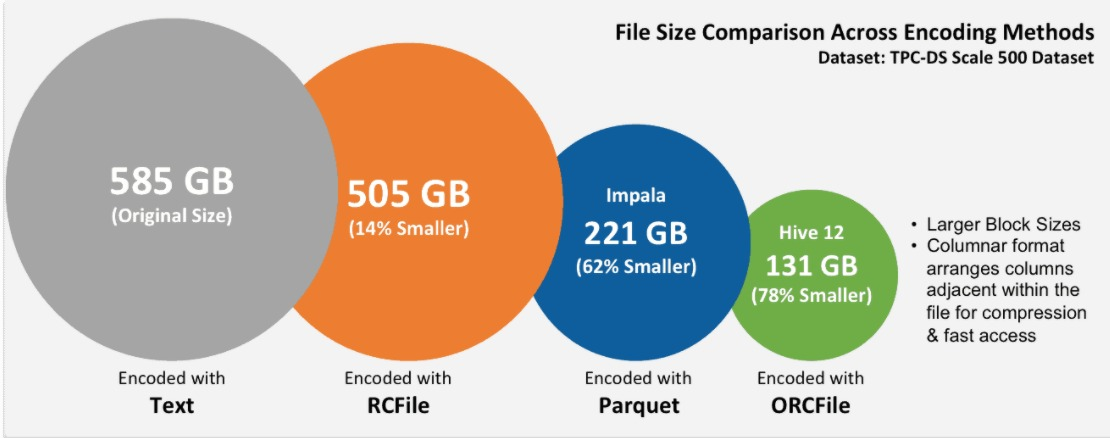 File Size Comparison Across Encoding Methods
Dataset: TPC-DS Scale 500 Dataset
585 GB
(Original Size)
505 GB
(14% Smaller)
Impala
221 GB
(62% Smaller)
Hive 12
131 GB
(78% Smaller)
• Larger Block Sizes
• Columnar format
arranges columns
adjacent within the
file for compression
& fast access
Encoded with
Text
Encoded with
RCFile
Encoded with
Parquet
Encoded with
ORCFile